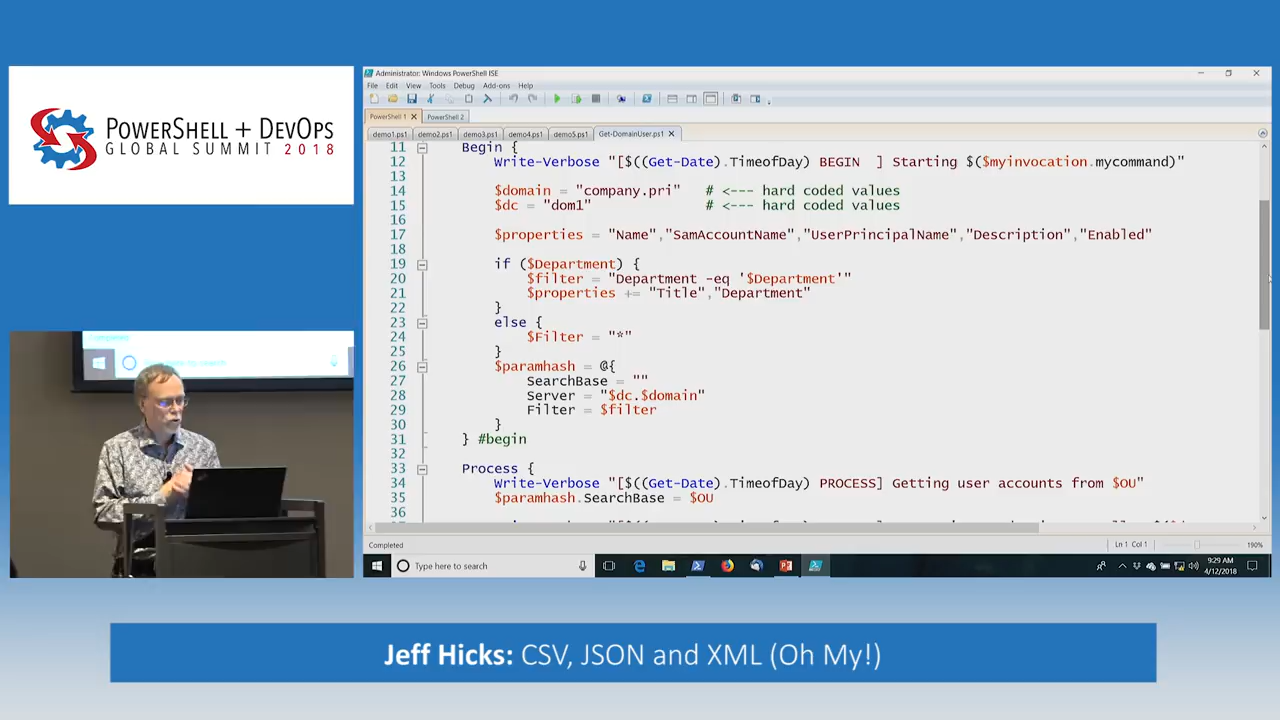 POWERSHELL + DEVOPS
GLOBAL SUMMIT 2018
Administrator: Windows PowerShell ISE
File Edit View Tools Debug Add-ons Help
PowerShell 1 PowerShell 2
demo1.ps1 demo2.ps1 demo3.ps1 demo4.ps1 demo5.ps1 Get-DomainUser.ps1
11 Begin {
12 Write-Verbose "[$((Get-Date).TimeofDay) BEGIN  ] Starting $($myinvocation.mycommand)"
13
14 $domain = "company.pri" # <--- hard coded values
15 $dc = "dom1" # <--- hard coded values
16
17 $properties = "Name","SamAccountName","UserPrincipalName","Description","Enabled"
18
19 if ($Department) {
20 $filter = "Department -eq '$Department'"
21 $properties += "Title","Department"
22 }
23 else {
24 $Filter = "*"
25 }
26 $paramhash = @{
27 SearchBase = ""
28 Server = "$dc.$domain"
29 Filter = $filter
30 }
31 } #begin
32
33 Process {
34 Write-Verbose "[$((Get-Date).TimeofDay) PROCESS] Getting user accounts from $OU"
35 $paramhash.SearchBase = $OU
36
Completed
Ln 1 Col 1
190%
Type here to search
9:29 AM
4/12/2018
Jeff Hicks: CSV, JSON and XML (Oh My!)